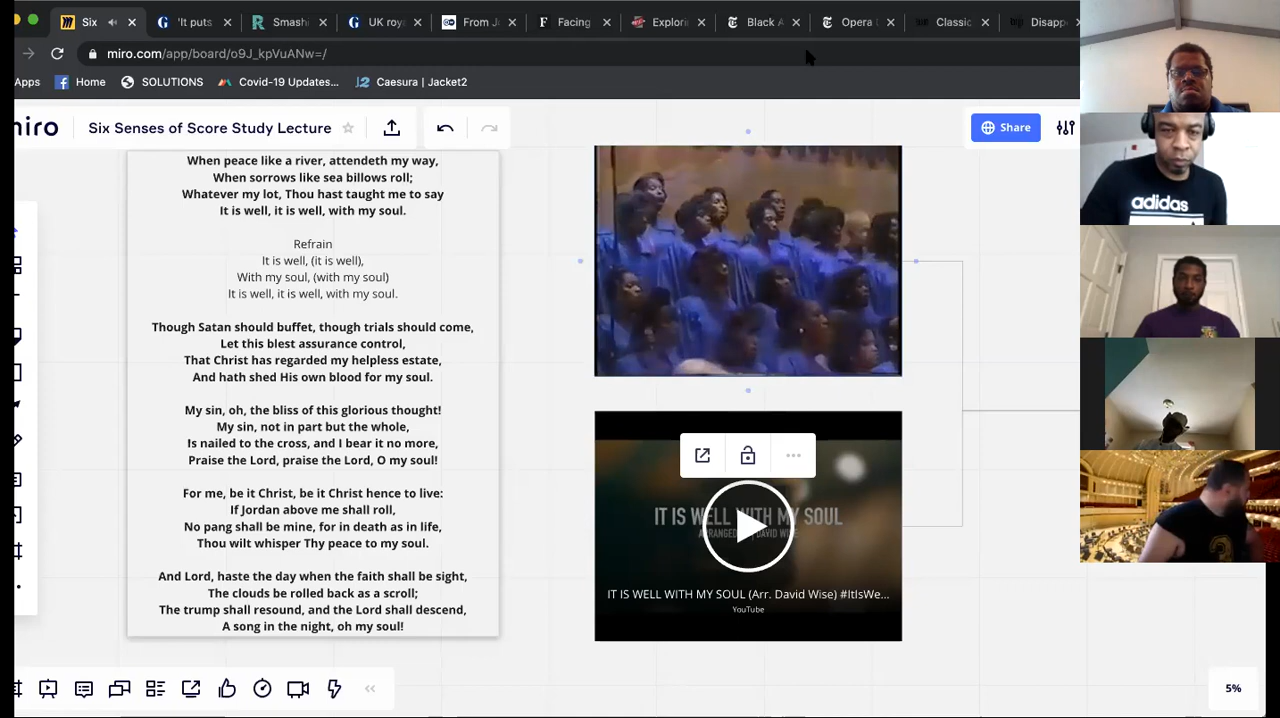 Six
'It puts
Smashi
UK roy
From J
Facing
Explori
Black A
Opera
Classic
Disapp
miro.com/app/board/o9J_kpVuANw=/
Apps
Home
SOLUTIONS
Covid-19 Updates...
Caesura | Jacket2
miro
Six Senses of Score Study Lecture
Share
When peace like a river, attendeth my way,
When sorrows like sea billows roll;
Whatever my lot, Thou hast taught me to say
It is well, it is well, with my soul.
Refrain
It is well, (it is well),
With my soul, (with my soul)
It is well, it is well, with my soul.
Though Satan should buffet, though trials should come,
Let this blest assurance control,
That Christ has regarded my helpless estate,
And hath shed His own blood for my soul.
My sin, oh, the bliss of this glorious thought!
My sin, not in part but the whole,
Is nailed to the cross, and I bear it no more,
Praise the Lord, praise the Lord, O my soul!
For me, be it Christ, be it Christ hence to live:
If Jordan above me shall roll,
No pang shall be mine, for in death as in life,
Thou wilt whisper Thy peace to my soul.
And Lord, haste the day when the faith shall be sight,
The clouds be rolled back as a scroll;
The trump shall resound, and the Lord shall descend,
A song in the night, oh my soul!
IT IS WELL WITH MY SOUL
ARRANGED DAVID WISE
IT IS WELL WITH MY SOUL (Arr. David Wise) #ItIsWe...
YouTube
adidas
5%